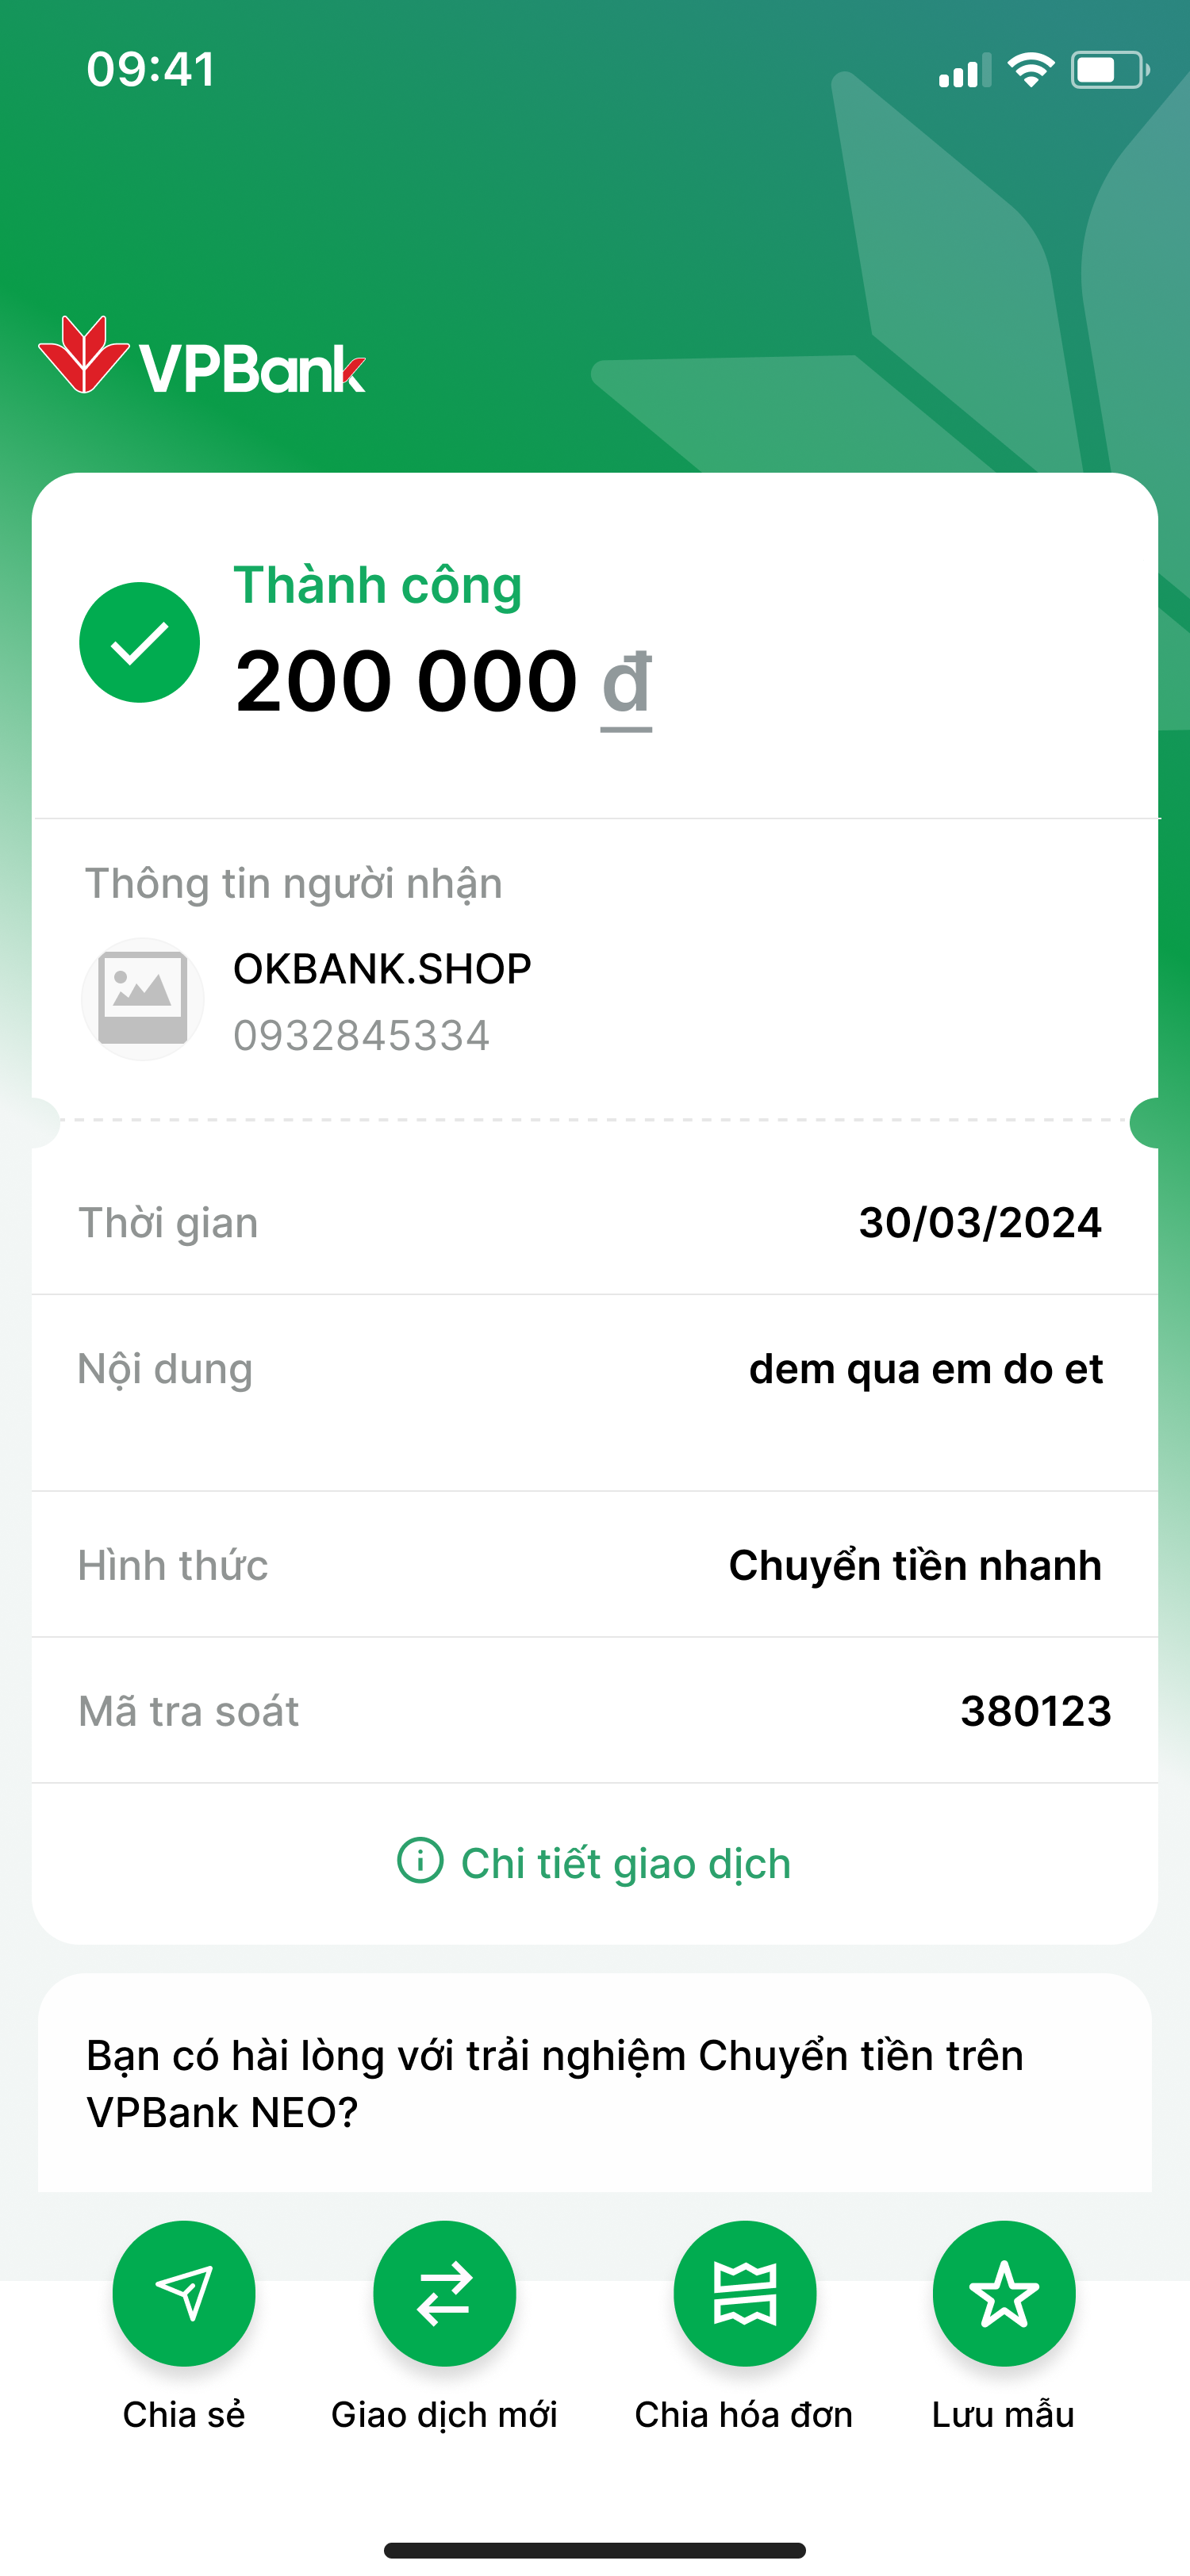 09:41
VPBank
Thành công
200 000 đ
Thông tin người nhận
OKBANK.SHOP
0932845334
Thời gian
30/03/2024
Nội dung
dem qua em do et
Hình thức
Chuyển tiền nhanh
Mã tra soát
380123
Chi tiết giao dịch
Bạn có hài lòng với trải nghiệm Chuyển tiền trên
VPBank NEO?
Chia sẻ
Giao dịch mới
Chia hóa đơn
Lưu mẫu